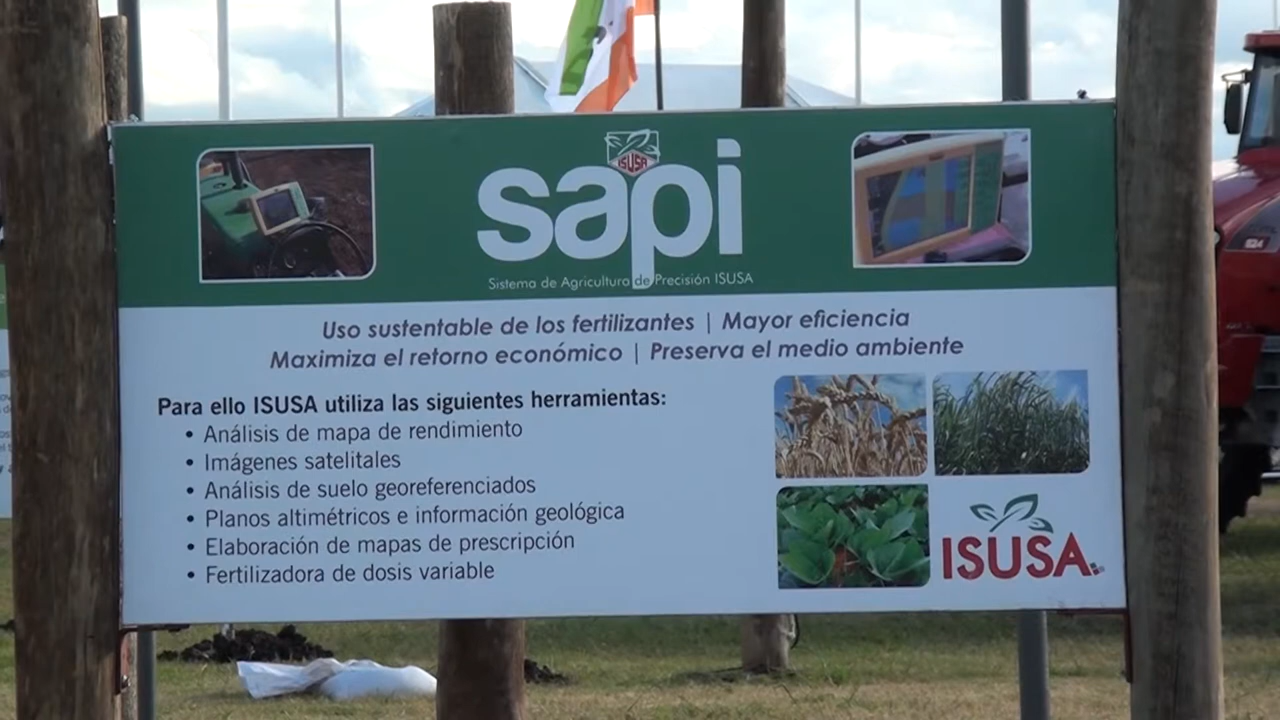 ISUSA
sapi
Sistema de Agricultura de Precisión ISUSA
Uso sustentable de los fertilizantes | Mayor eficiencia
Maximiza el retorno económico | Preserva el medio ambiente
Para ello ISUSA utiliza las siguientes herramientas:
• Análisis de mapa de rendimiento
• Imágenes satelitales
• Análisis de suelo georeferenciados
• Planos altimétricos e información geológica
• Elaboración de mapas de prescripción
• Fertilizadora de dosis variable
ISUSA